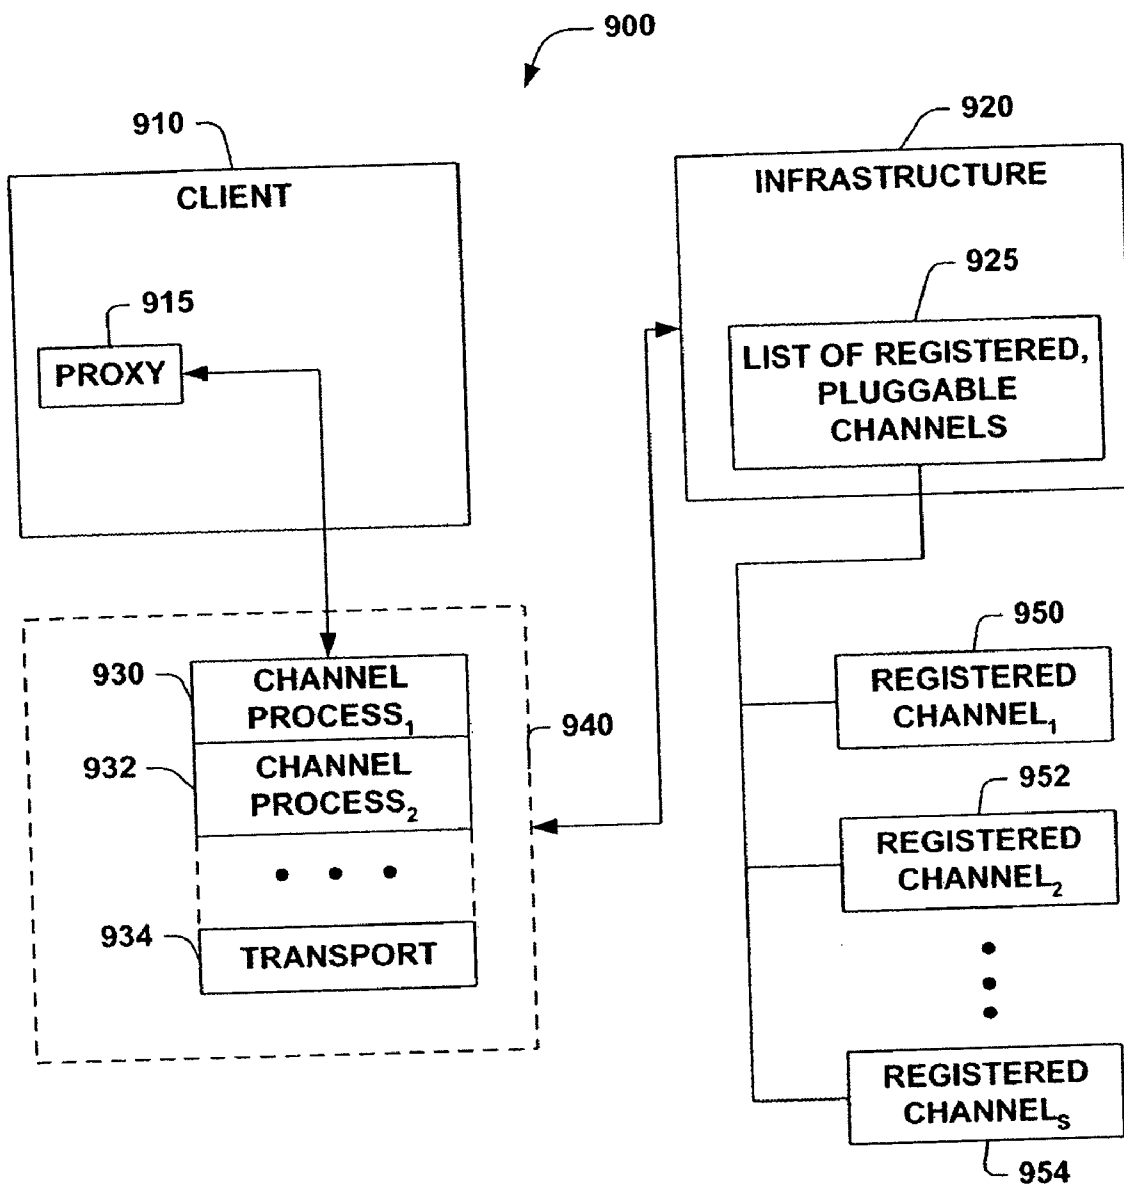 900
910
CLIENT
915
PROXY
920
INFRASTRUCTURE
925
LIST OF REGISTERED,
PLUGGABLE
CHANNELS
930
CHANNEL
PROCESS1
932
CHANNEL
PROCESS2
934
TRANSPORT
940
950
REGISTERED
CHANNEL1
952
REGISTERED
CHANNEL2
REGISTERED
CHANNELS
954